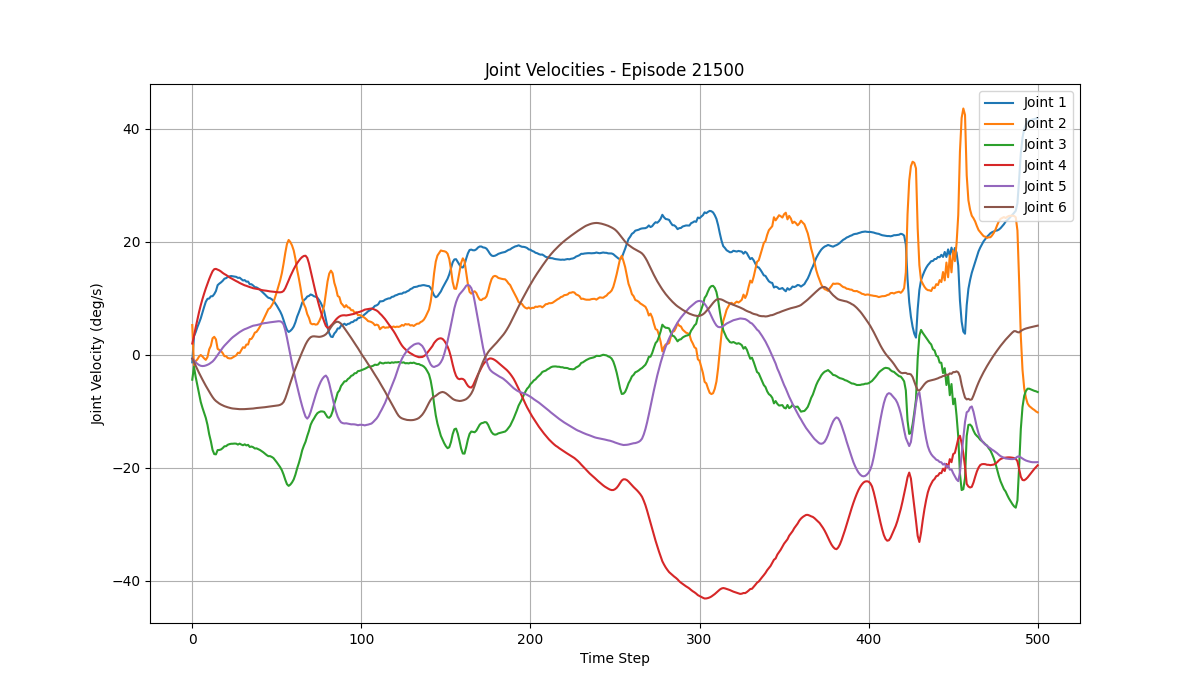 Joint Velocities - Episode 21500
Joint Velocity (deg/s)
40
20
0
−20
−40
Joint 1
Joint 2
Joint 3
Joint 4
Joint 5
Joint 6
0
100
200
300
400
500
Time Step